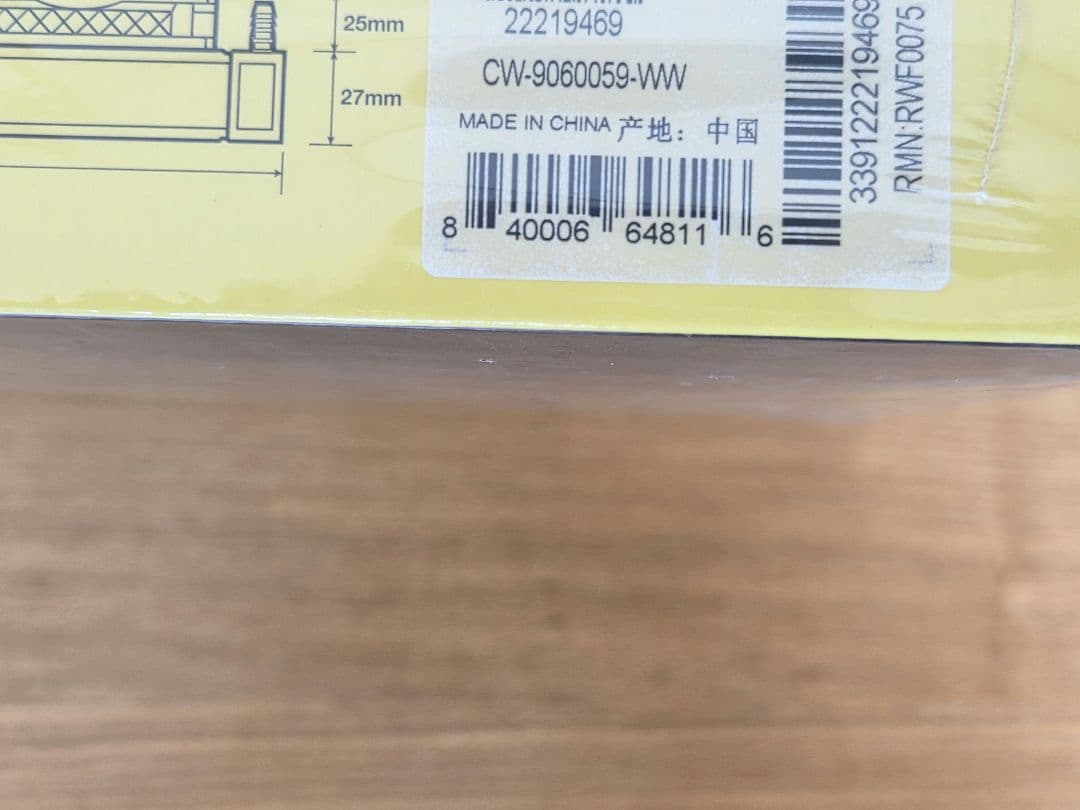 25mm
27mm
22219469
CW-9060059-WW
MADE IN CHINA 产地：中国
8 40006 64811 6
3391222219469
RMN:RWF0075